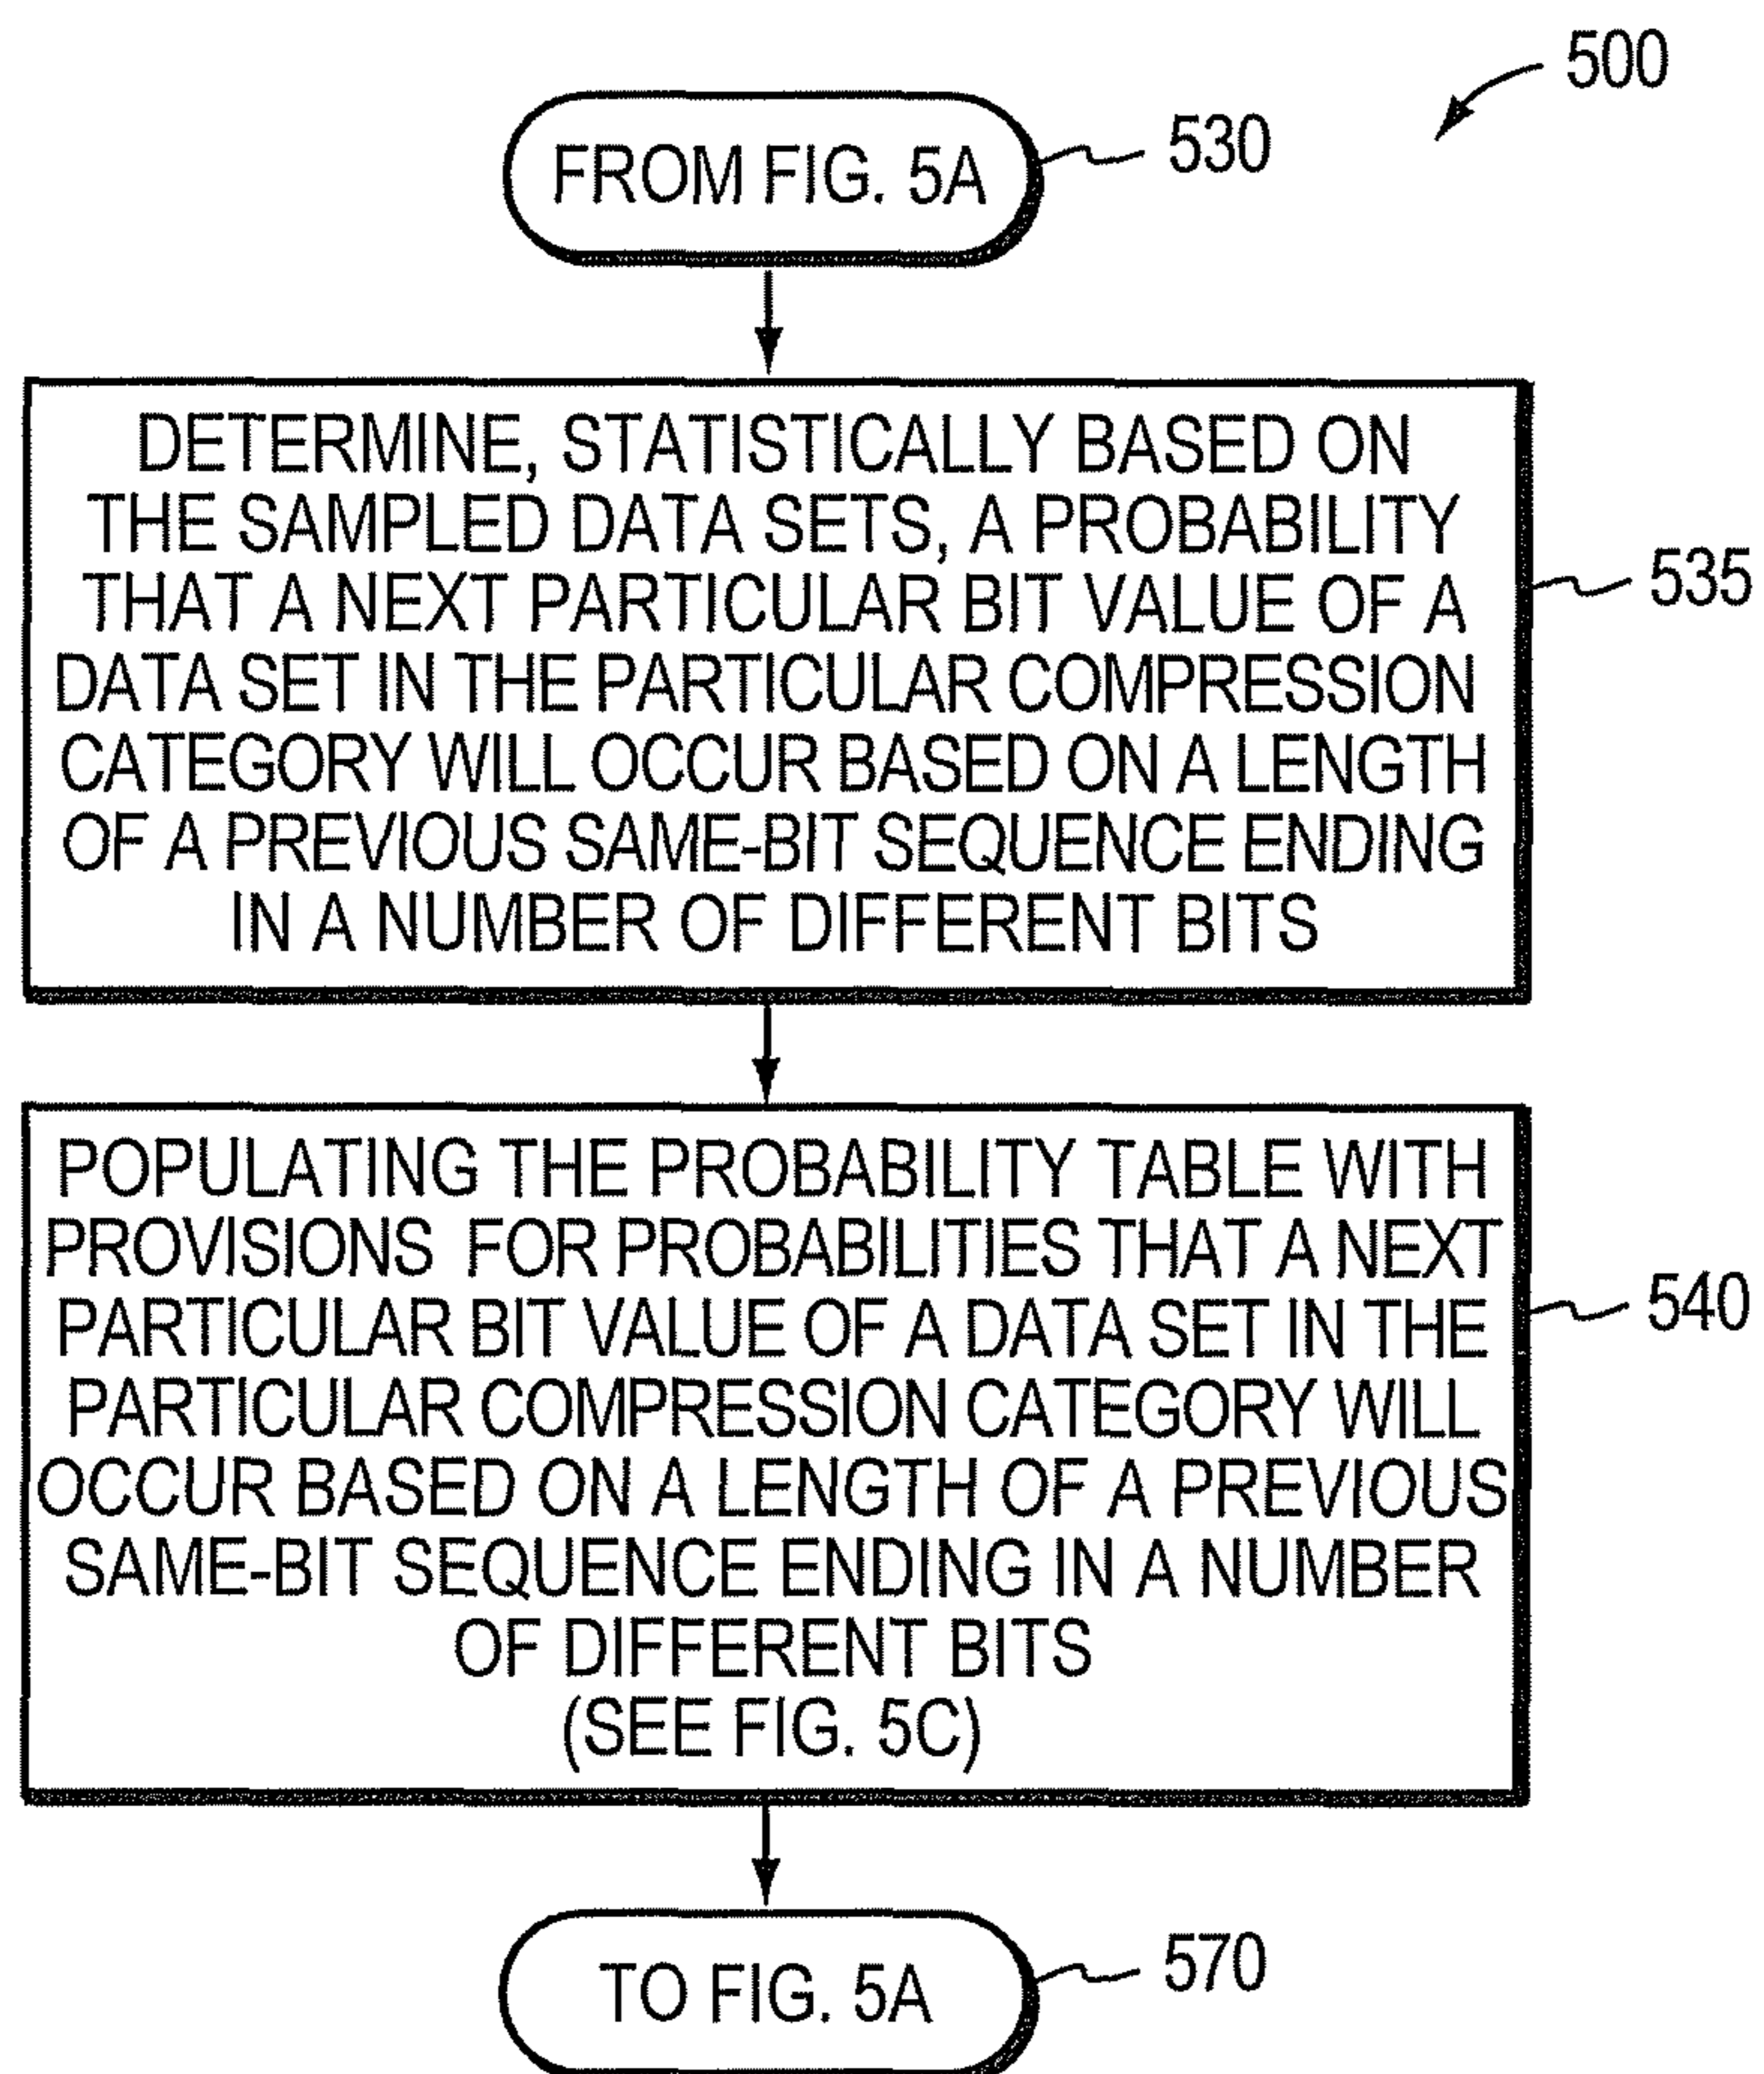 500
FROM FIG. 5A
530
DETERMINE, STATISTICALLY BASED ON
THE SAMPLED DATA SETS, A PROBABILITY
THAT A NEXT PARTICULAR BIT VALUE OF A
DATA SET IN THE PARTICULAR COMPRESSION
CATEGORY WILL OCCUR BASED ON A LENGTH
OF A PREVIOUS SAME-BIT SEQUENCE ENDING
IN A NUMBER OF DIFFERENT BITS
535
POPULATING THE PROBABILITY TABLE WITH
PROVISIONS FOR PROBABILITIES THAT A NEXT
PARTICULAR BIT VALUE OF A DATA SET IN THE
PARTICULAR COMPRESSION CATEGORY WILL
OCCUR BASED ON A LENGTH OF A PREVIOUS
SAME-BIT SEQUENCE ENDING IN A NUMBER
OF DIFFERENT BITS
(SEE FIG. 5C)
540
TO FIG. 5A
570